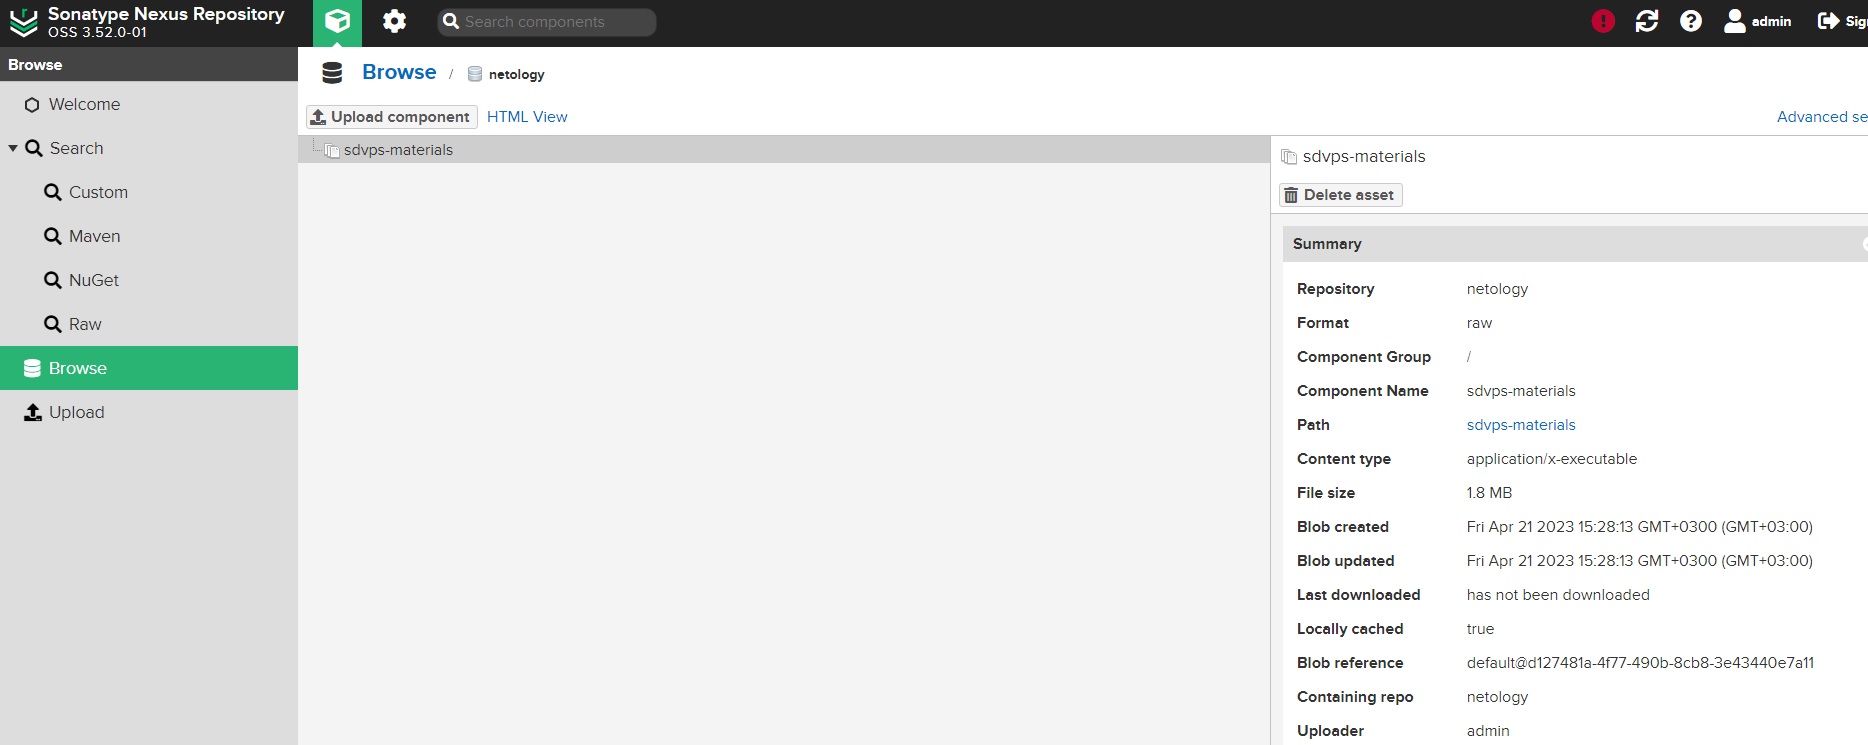 Sonatype Nexus Repository
OSS 3.52.0-01
Search components
admin
Sig
Browse
Welcome
Search
Custom
Maven
NuGet
Raw
Browse
Upload
Browse / netology
Upload component HTML View
Advanced se
sdvps-materials
sdvps-materials
Delete asset
Summary
Repository netology
Format raw
Component Group /
Component Name sdvps-materials
Path sdvps-materials
Content type application/x-executable
File size 1.8 MB
Blob created Fri Apr 21 2023 15:28:13 GMT+0300 (GMT+03:00)
Blob updated Fri Apr 21 2023 15:28:13 GMT+0300 (GMT+03:00)
Last downloaded has not been downloaded
Locally cached true
Blob reference default@d127481a-4f77-490b-8cb8-3e43440e7a11
Containing repo netology
Uploader admin